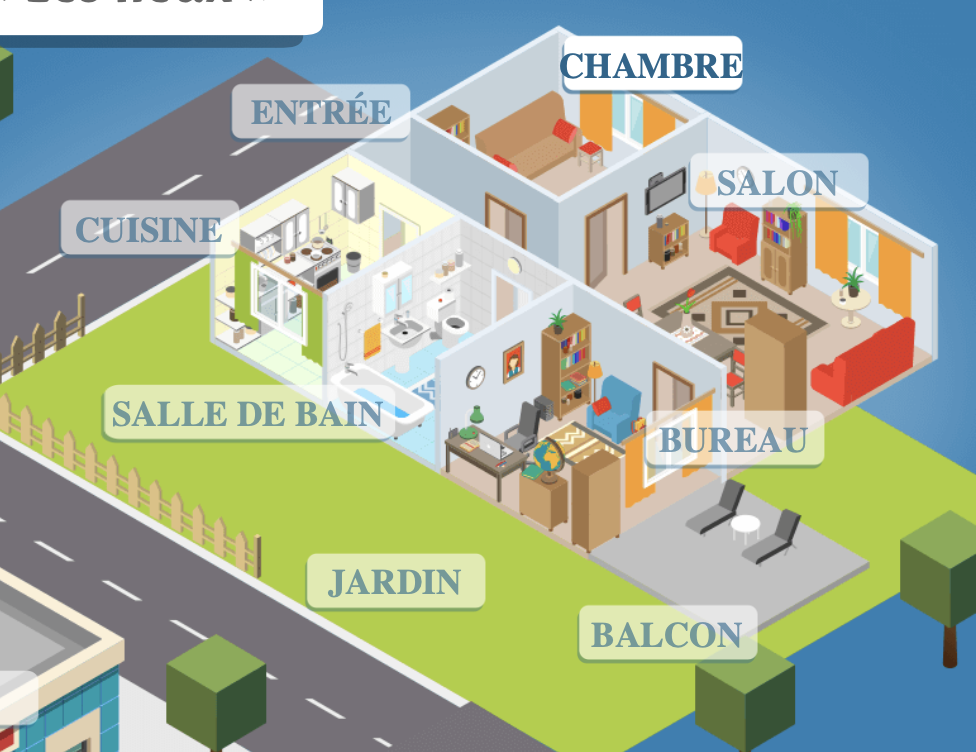 CHAMBRE
ENTRÉE
SALON
CUISINE
SALLE DE BAIN
BUREAU
JARDIN
BALCON